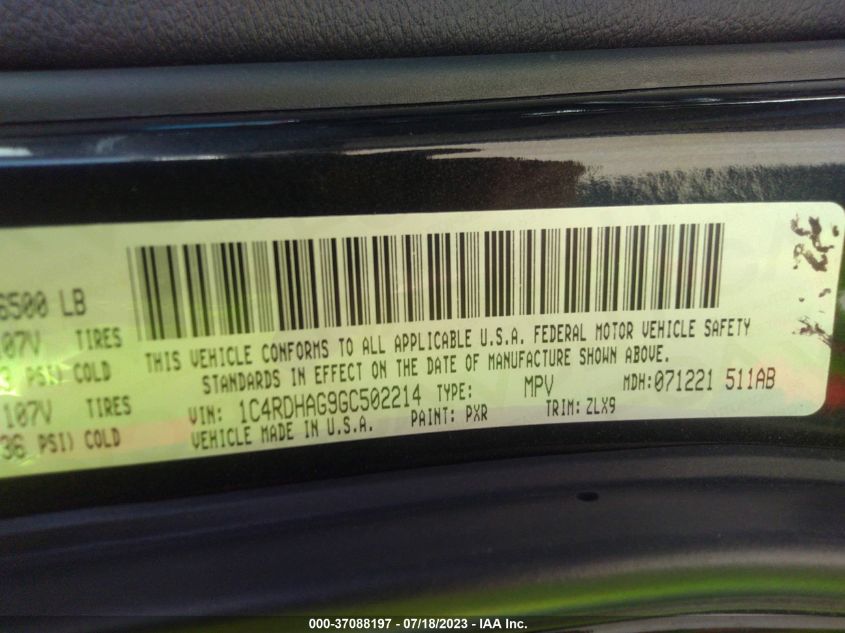 6500 LB
107V TIRES
PSI) COLD
107V TIRES
36 PSI) COLD
THIS VEHICLE CONFORMS TO ALL APPLICABLE U.S.A. FEDERAL MOTOR VEHICLE SAFETY
STANDARDS IN EFFECT ON THE DATE OF MANUFACTURE SHOWN ABOVE.
VIN: 1C4RDHAG9GC502214 TYPE: MPV MDH:071221 511AB
VEHICLE MADE IN U.S.A. PAINT: PXR TRIM: ZLX9
000-37088197 - 07/18/2023 - IAA Inc.